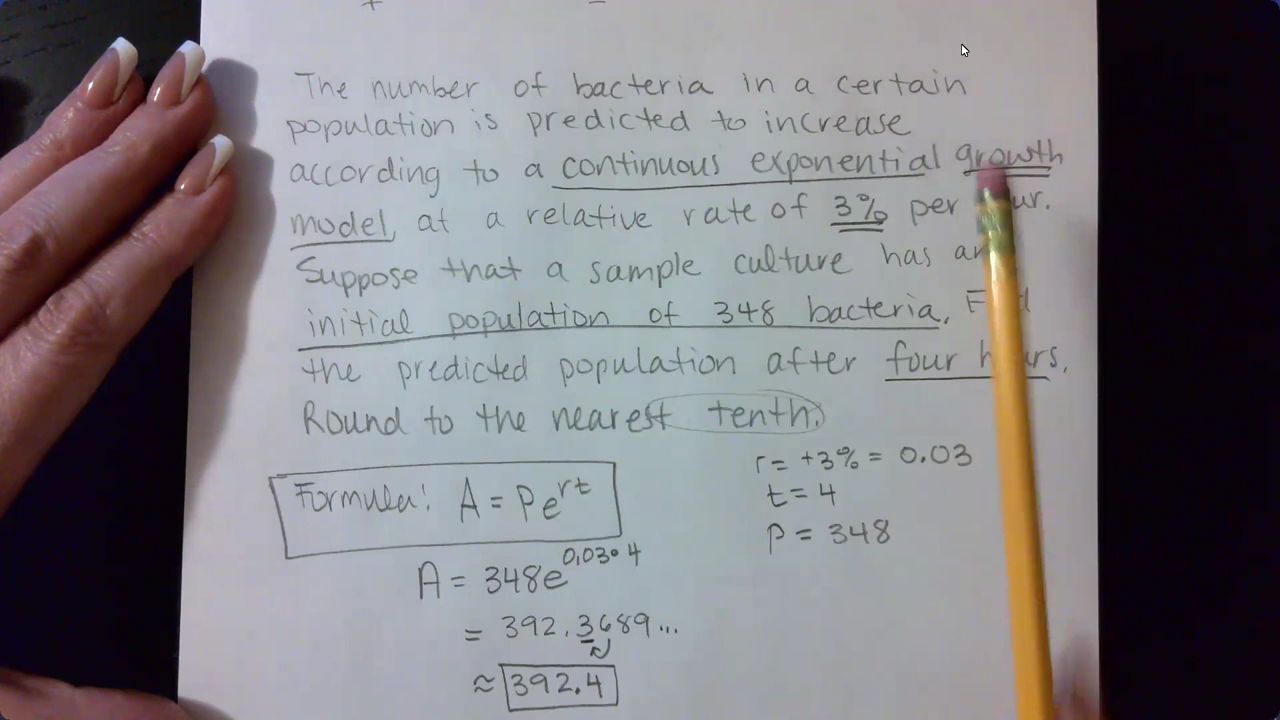 The number of bacteria in a certain
population is predicted to increase
according to a continuous exponential growth
model, at a relative rate of 3% per
Suppose that a sample culture has an
initial population of 348 bacteria.
the predicted population after four
Round to the nearest tenth.
r = +3% = 0.03
t = 4
P = 348
Formula: A = Pe^rt
A = 348e^0.03•4
= 392.3689...
≈ 392.4